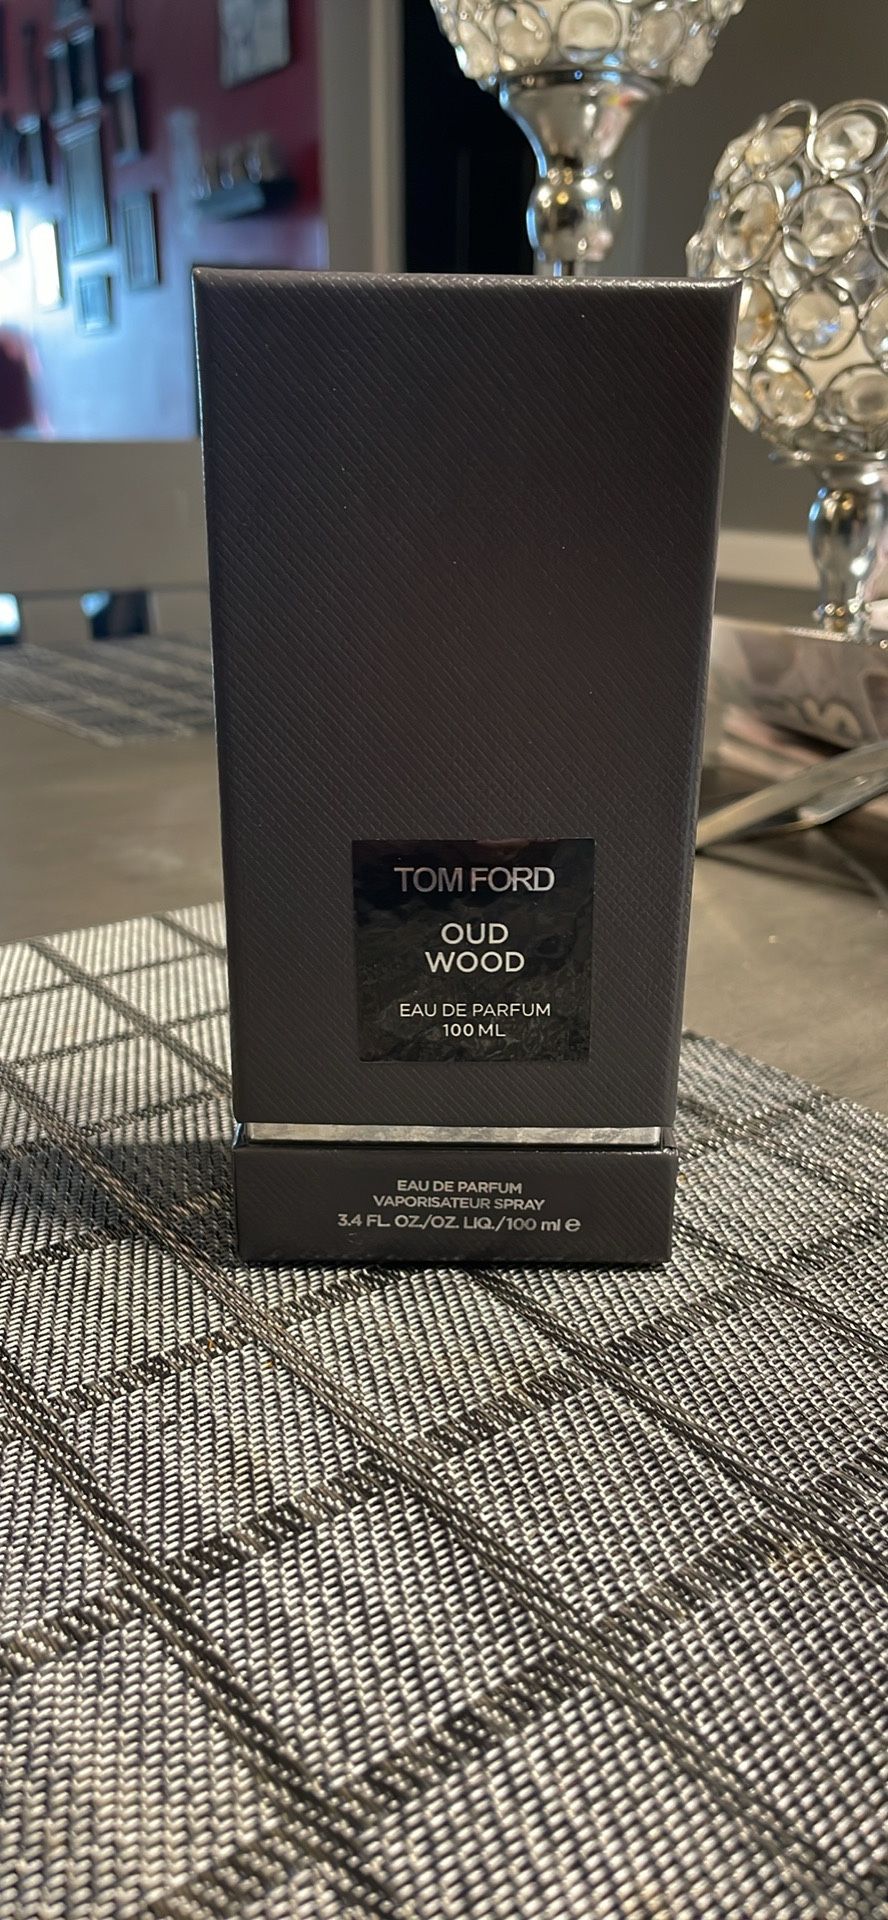 TOM FORD
OUD
WOOD
EAU DE PARFUM
100 ML
EAU DE PARFUM
VAPORISATEUR SPRAY
3.4 FL. OZ./OZ. LIQ./100 ml ℮